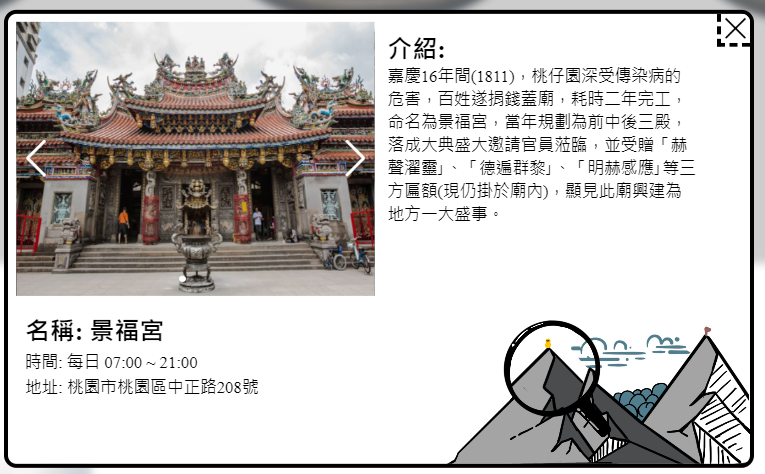 介紹:
嘉慶16年間(1811)，桃仔園深受傳染病的
危害，百姓遂捐錢蓋廟，耗時二年完工，
命名為景福宮，當年規劃為前中後三殿，
落成大典盛大邀請官員蒞臨，並受贈「赫
聲濯靈」、「德遍群黎」、「明赫感應」等三
方匾額(現仍掛於廟內)，顯見此廟興建為
地方一大盛事。
名稱: 景福宮
時間: 每日 07:00 ~ 21:00
地址: 桃園市桃園區中正路208號